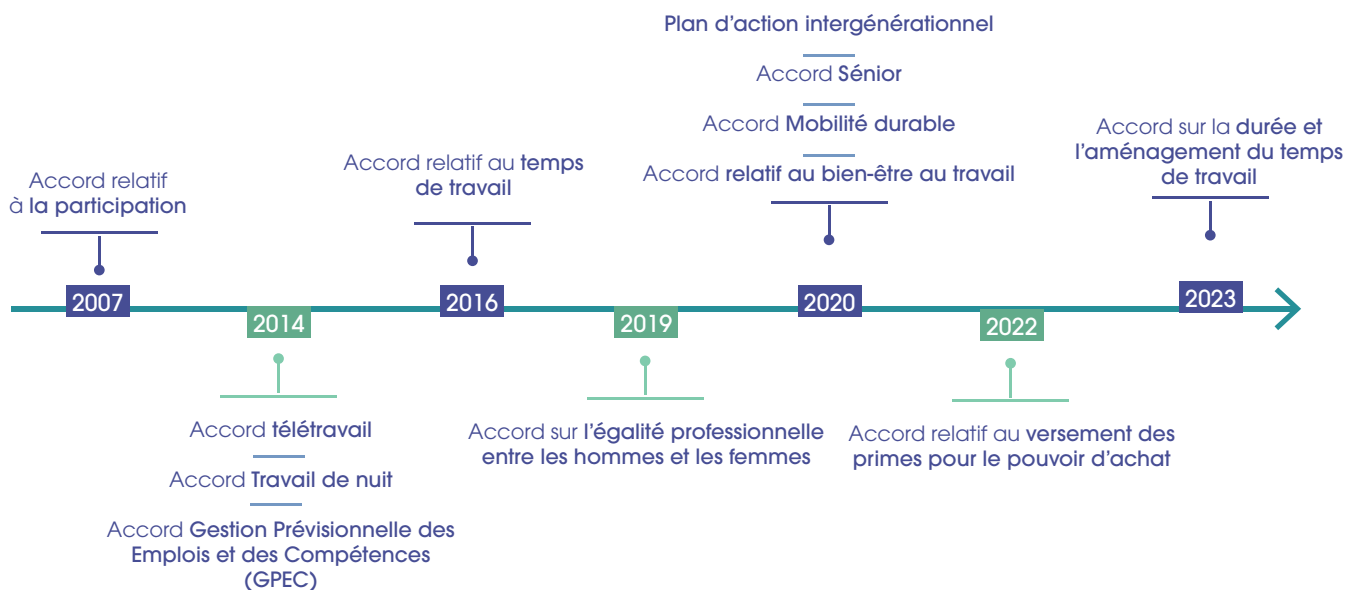 Accord relatif
à la participation
2007
2014
Accord télétravail
Accord Travail de nuit
Accord Gestion Prévisionnelle des
Emplois et des Compétences
(GPEC)
Accord relatif au temps
de travail
2016
2019
Accord sur l'égalité professionnelle
entre les hommes et les femmes
Plan d'action intergénérationnel
Accord Sénior
Accord Mobilité durable
Accord relatif au bien-être au travail
2020
2022
Accord relatif au versement des
primes pour le pouvoir d'achat
Accord sur la durée et
l'aménagement du temps
de travail
2023